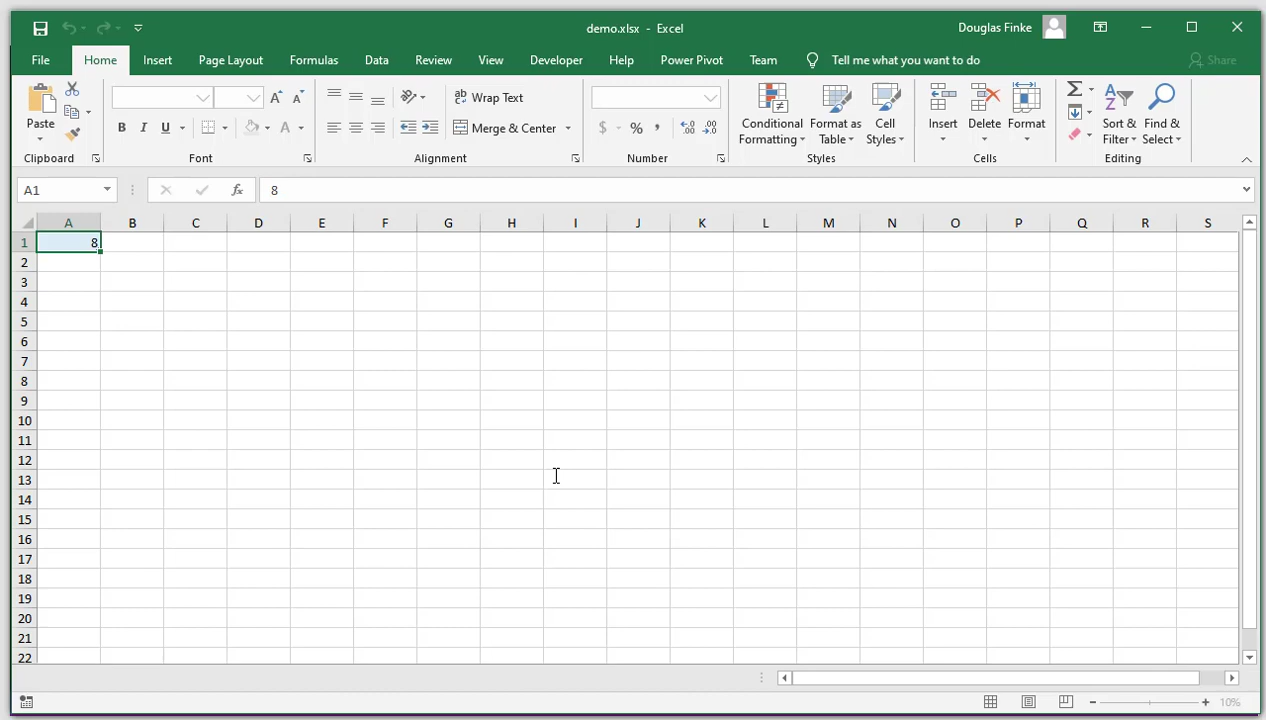 demo.xlsx - Excel
Douglas Finke
File Home Insert Page Layout Formulas Data Review View Developer Help Power Pivot Team Tell me what you want to do Share
Paste
B I U A A A
Wrap Text
Merge & Center
$ % ,
Conditional Formatting
Format as Table
Cell Styles
Insert
Delete
Format
Sort & Filter
Find & Select
Clipboard Font Alignment Number Styles Cells Editing
A1 fx 8
A B C D E F G H I J K L M N O P Q R S
1 8
2
3
4
5
6
7
8
9
10
11
12
13
14
15
16
17
18
19
20
21
22
10%